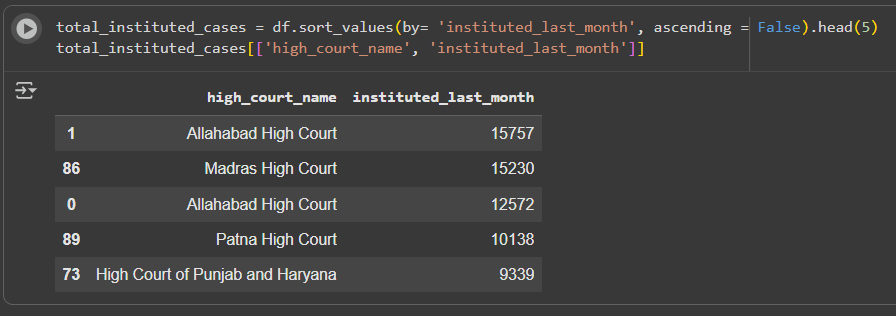 total_instituted_cases = df.sort_values(by= 'instituted_last_month', ascending = False).head(5)
total_instituted_cases[['high_court_name', 'instituted_last_month']]
high_court_name instituted_last_month
1 Allahabad High Court 15757
86 Madras High Court 15230
0 Allahabad High Court 12572
89 Patna High Court 10138
73 High Court of Punjab and Haryana 9339